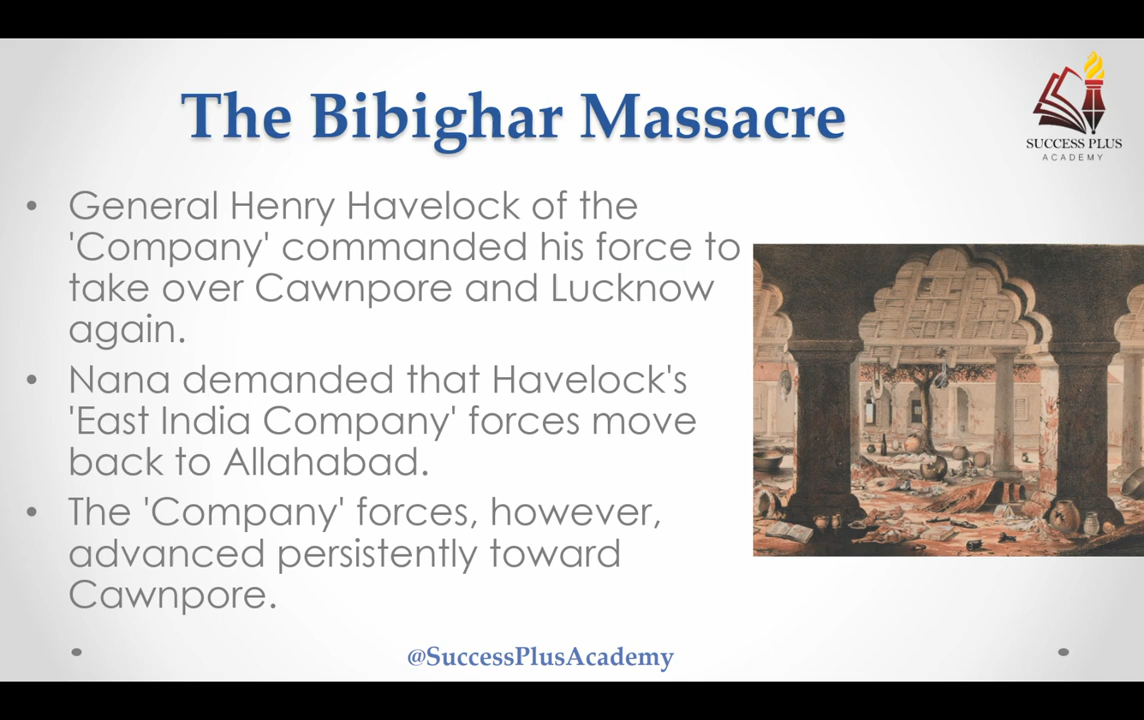 The Bibighar Massacre
SUCCESS PLUS
ACADEMY
• General Henry Havelock of the
'Company' commanded his force to
take over Cawnpore and Lucknow
again.
• Nana demanded that Havelock's
'East India Company' forces move
back to Allahabad.
• The 'Company' forces, however,
advanced persistently toward
Cawnpore.
@SuccessPlusAcademy